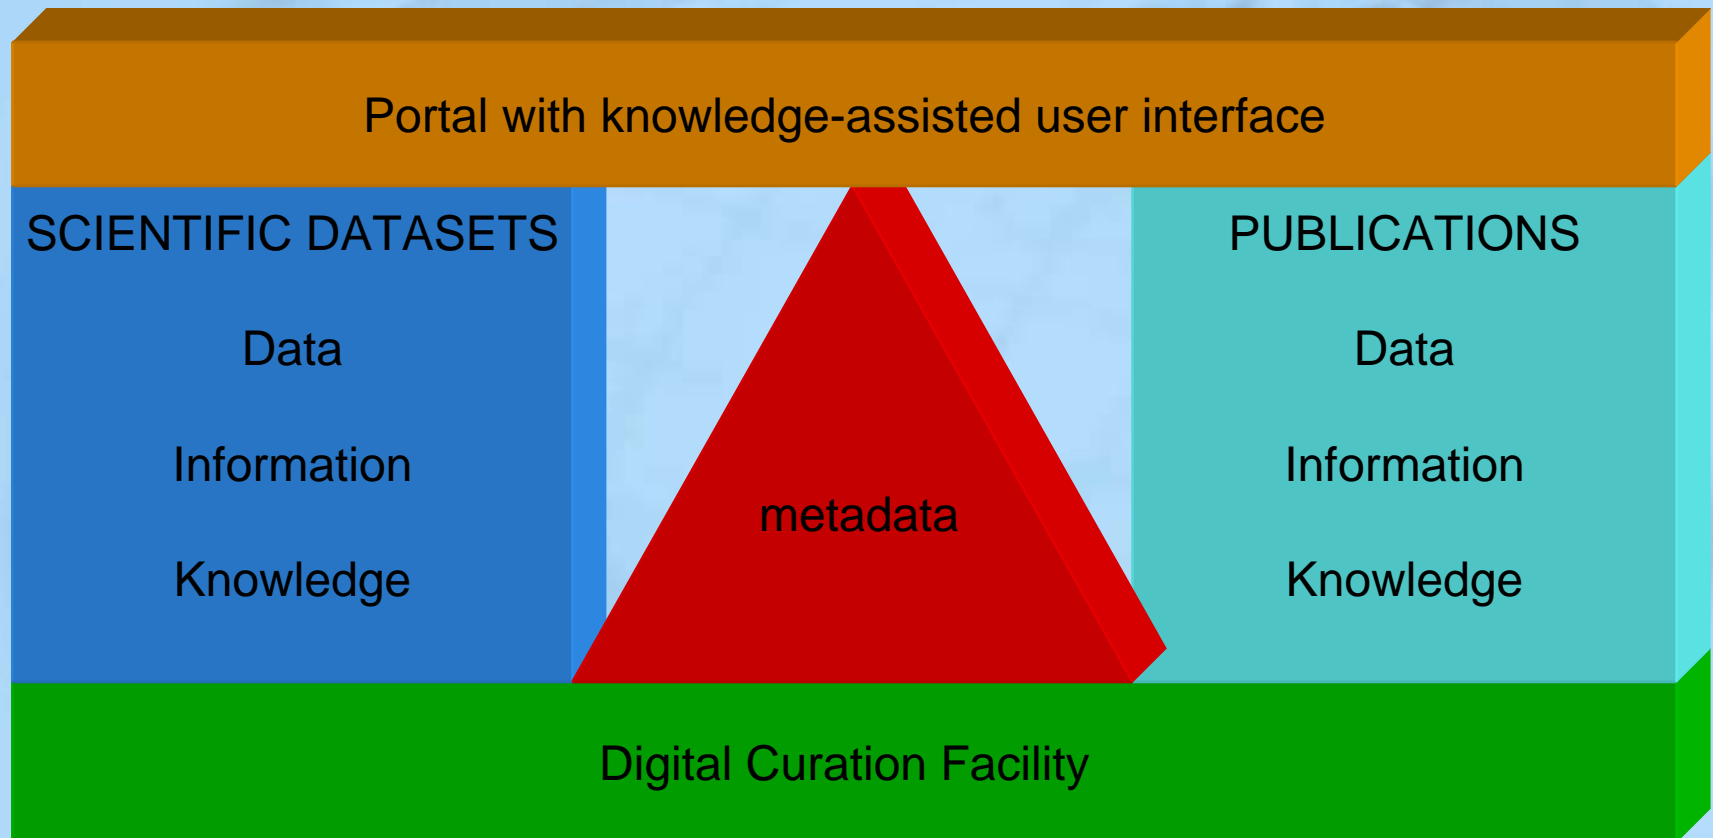 Portal with knowledge-assisted user interface
SCIENTIFIC DATASETS
Data
Information
Knowledge
metadata
PUBLICATIONS
Data
Information
Knowledge
Digital Curation Facility